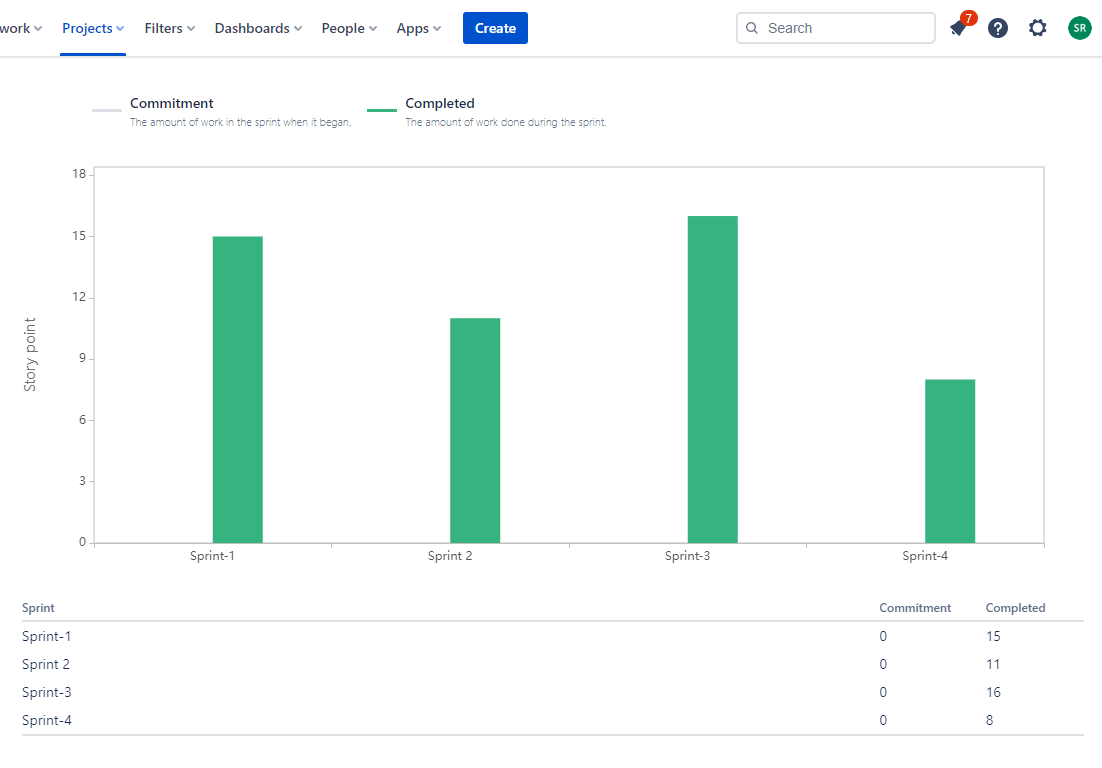 work Projects Filters Dashboards People Apps Create Search 7 SR
Commitment Completed
The amount of work in the sprint when it began. The amount of work done during the sprint.
18
15
12
9
6
3
0
Story point
Sprint-1 Sprint 2 Sprint-3 Sprint-4
Sprint Commitment Completed
Sprint-1 0 15
Sprint 2 0 11
Sprint-3 0 16
Sprint-4 0 8